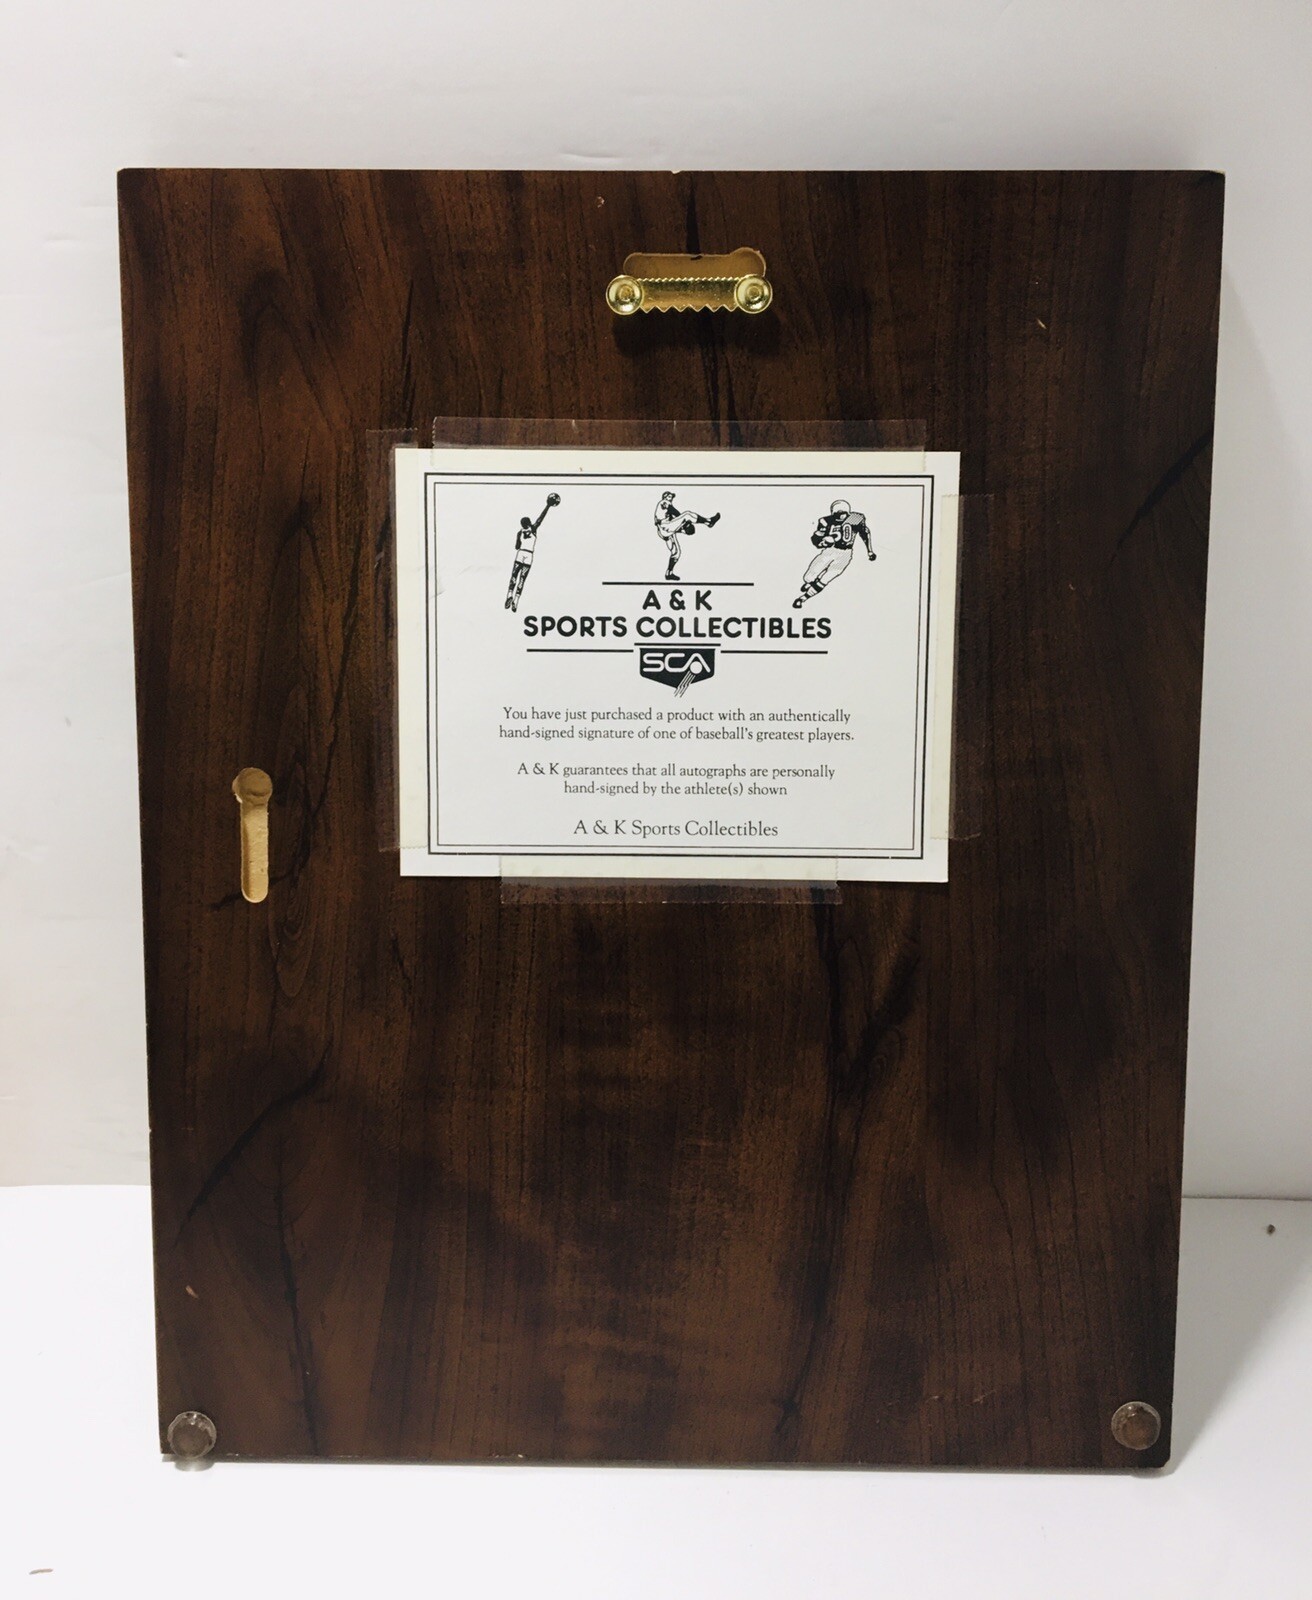 50
A & K
SPORTS COLLECTIBLES
SCA
You have just purchased a product with an authentically
hand-signed signature of one of baseball's greatest players.
A & K guarantees that all autographs are personally
hand-signed by the athlete(s) shown
A & K Sports Collectibles